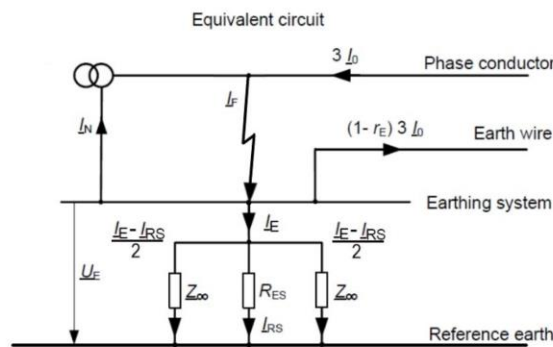 Equivalent circuit
3 I0
Phase conductor
IF
IN
(1- rE) 3 I0
Earth wire
Earthing system
IE
IE - IRS
2
IE - IRS
2
UE
Z∞
RES
Z∞
IRS
Reference earth